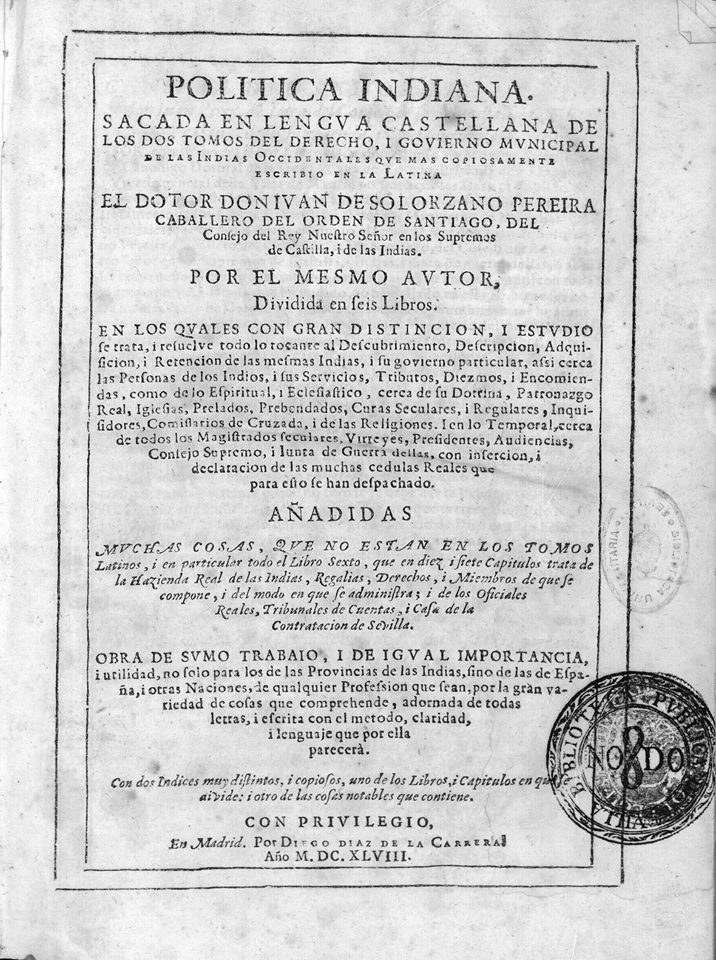 POLITICA INDIANA.
SACADA EN LENGVA CASTELLANA DE
LOS DOS TOMOS DEL DERECHO, I GOVIERNO MVNICIPAL
DE LAS INDIAS OCCIDENTALES QVE MAS COPIOSAMENTE
ESCRIBIO EN LA LATINA
EL DOTOR DON IVAN DE SOLORZANO PEREIRA
CABALLERO DEL ORDEN DE SANTIAGO, DEL
Consejo del Rey Nuestro Señor en los Supremos
de Castilla, i de las Indias.
POR EL MESMO AVTOR,
Dividida en seis Libros.
EN LOS QVALES CON GRAN DISTINCION, I ESTVDIO
se trata, i resuelve todo lo tocante al Descubrimiento, Descripcion, Adqui-
sicion, i Retencion de las mesmas Indias, i su govierno particular, assi cerca
las Personas de los Indios, i sus Servicios, Tributos, Diezmos, i Encomien-
das, como de lo Espiritual, i Eclesiastico, cerca de su Dotrina, Patronazgo
Real, Iglesias, Prelados, Prebendados, Curas Seculares, i Regulares, Inqui-
sidores, Comissarios de Cruzada, i de las Religiones. I en lo Temporal, cerca
de todos los Magistrados seculares, Virreyes, Presidentes, Audiencias,
Consejo Supremo, i Iunta de Guerra dellas, con insercion, i
declaracion de las muchas cedulas Reales que
para esto se han despachado.
AÑADIDAS
MVCHAS COSAS, QVE NO ESTAN EN LOS TOMOS
Latinos, i en particular todo el Libro Sexto, que en diez i siete Capitulos trata de
la Hazienda Real de las Indias, Regalias, Derechos, i Miembros de que se
compone, i del modo en que se administra; i de los Oficiales
Reales, Tribunales de Cuentas, i Casa de la
Contratacion de Sevilla.
OBRA DE SVMO TRABAIO, I DE IGVAL IMPORTANCIA,
i utilidad, no solo para los de las Provincias de las Indias, sino de las de Espa-
ña, i otras Naciones, de qualquier Profession que sean, por la gran va-
riedad de cosas que comprehende, adornada de todas
letras, i escrita con el metodo, claridad,
i lenguaje que por ella
parecerà.
Con dos Indices muy distintos, i copiosos, uno de los Libros, i Capitulos en que
divide: i otro de las cosas notables que contiene.
CON PRIVILEGIO,
En Madrid. Por DIEGO DIAZ DE LA CARRERA.
Año M. DC. XLVIII.
BIBLIOTECA PVBLICA
NO8DO